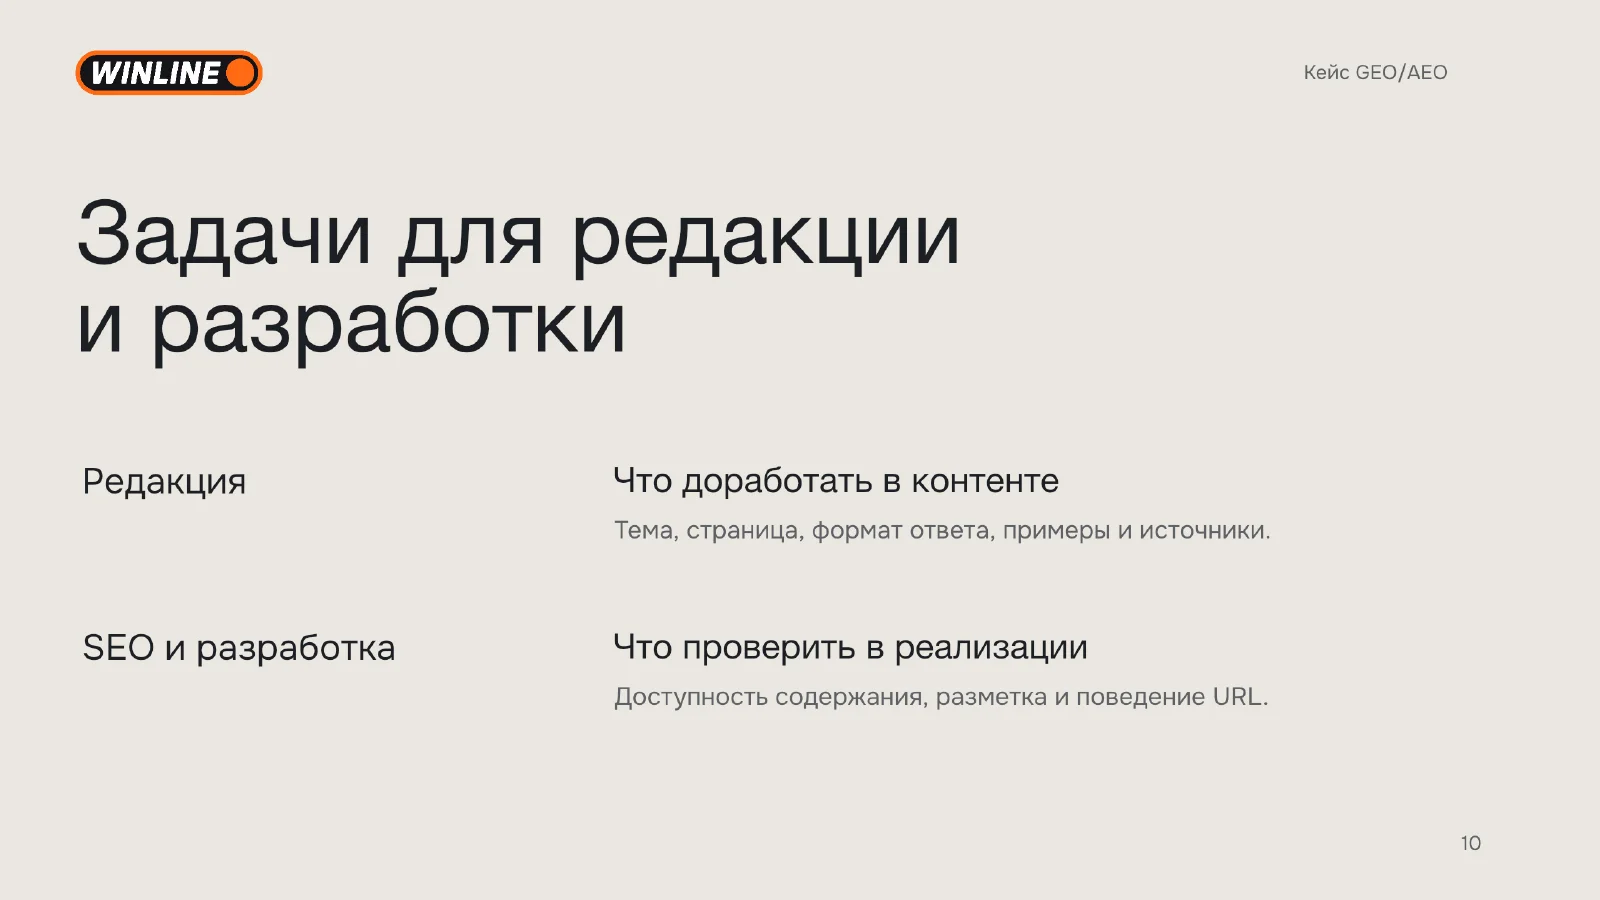 WINLINE
Кейс GEO/AEO
Задачи для редакции
и разработки
Редакция
Что доработать в контенте
Тема, страница, формат ответа, примеры и источники.
SEO и разработка
Что проверить в реализации
Доступность содержания, разметка и поведение URL.
10